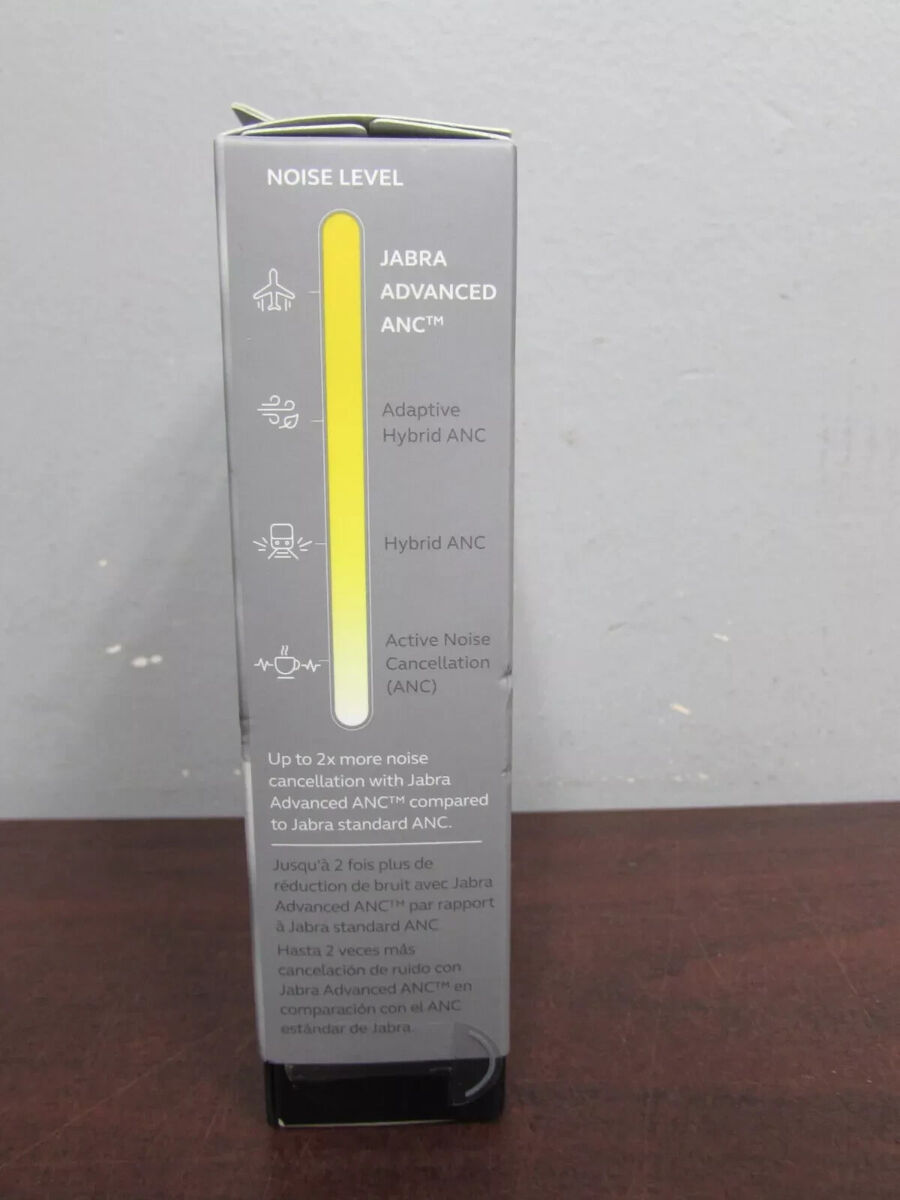 NOISE LEVEL
JABRA
ADVANCED
ANC™
Adaptive
Hybrid ANC
Hybrid ANC
Active Noise
Cancellation
(ANC)
Up to 2x more noise
cancellation with Jabra
Advanced ANC™ compared
to Jabra standard ANC.
Jusqu'à 2 fois plus de
réduction de bruit avec Jabra
Advanced ANC™ par rapport
à Jabra standard ANC
Hasta 2 veces más
cancelación de ruido con
Jabra Advanced ANC™ en
comparación con el ANC
estándar de Jabra.